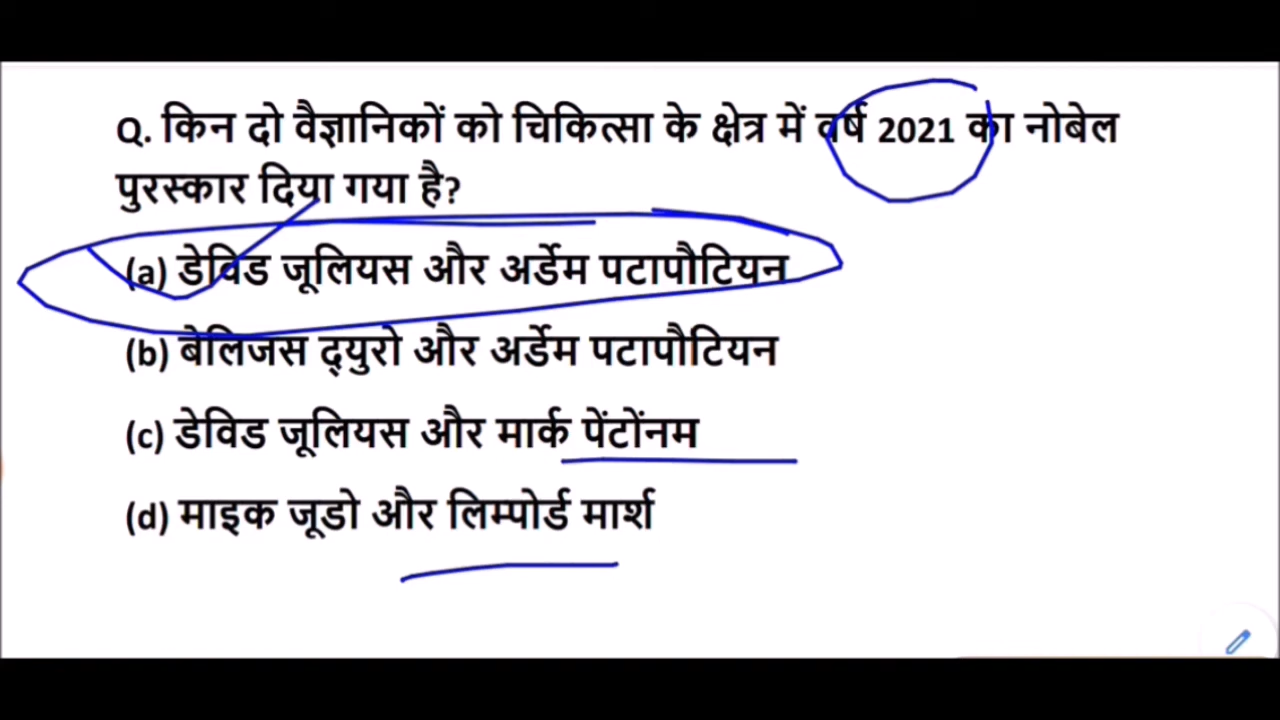 Q. किन दो वैज्ञानिकों को चिकित्सा के क्षेत्र में वर्ष 2021 का नोबेल
पुरस्कार दिया गया है?
(a) डेविड जूलियस और अर्डेम पटापौटियन
(b) बेलिजस द्युरो और अर्डेम पटापौटियन
(c) डेविड जूलियस और मार्क पेंटोंनम
(d) माइक जूडो और लिम्पोर्ड मार्श